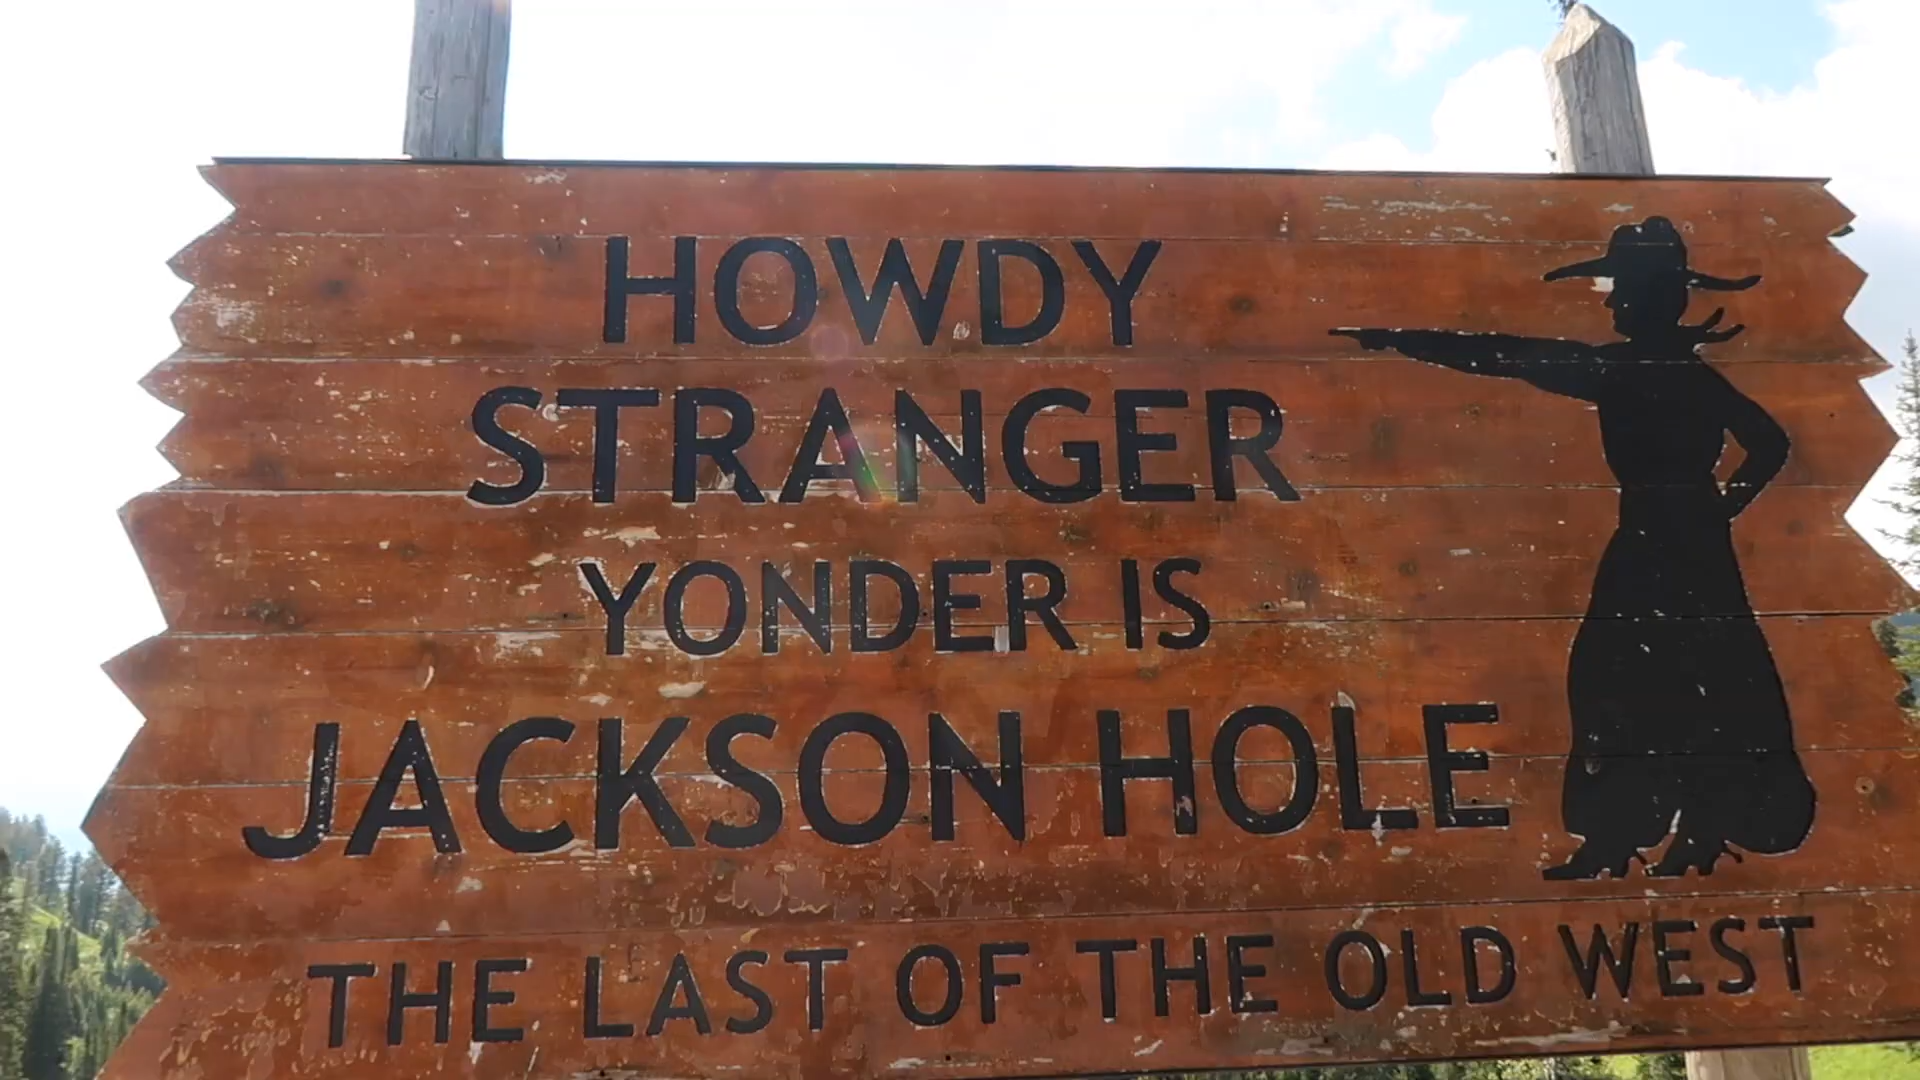 HOWDY
STRANGER
YONDER IS
JACKSON HOLE
THE LAST OF THE OLD WEST